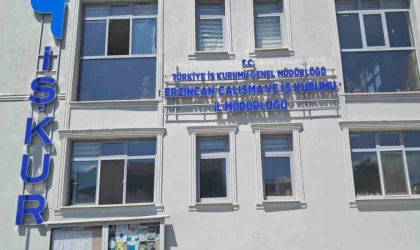 T.C.
TÜRKİYE İŞ KURUMU GENEL MÜDÜRLÜĞÜ
ERZİNCAN ÇALIŞMA VE İŞ KURUMU
İL MÜDÜRLÜĞÜ
İŞKUR